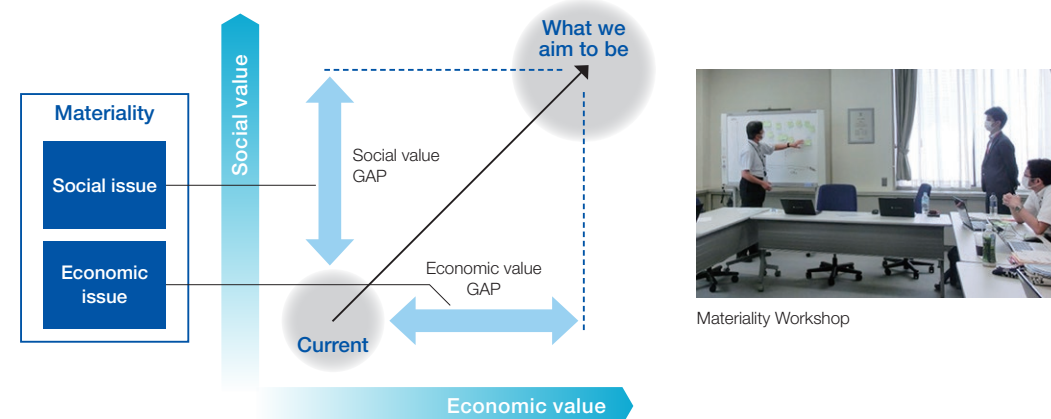 What we
aim to be
Social value
Materiality
Social issue
Economic
issue
Social value
GAP
Economic value
GAP
Current
Economic value
Materiality Workshop